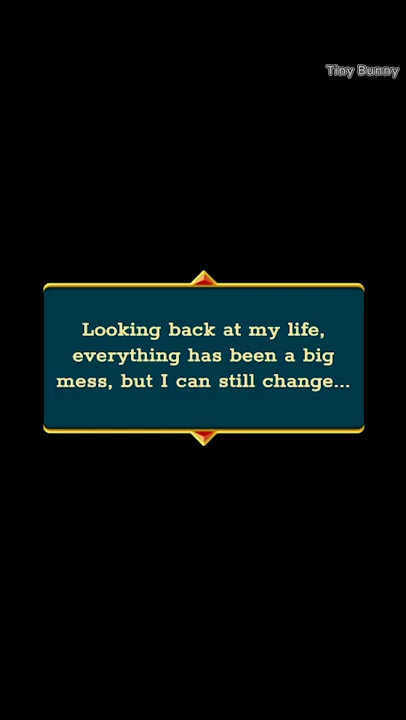 Tiny Bunny
Looking back at my life,
everything has been a big
mess, but I can still change...